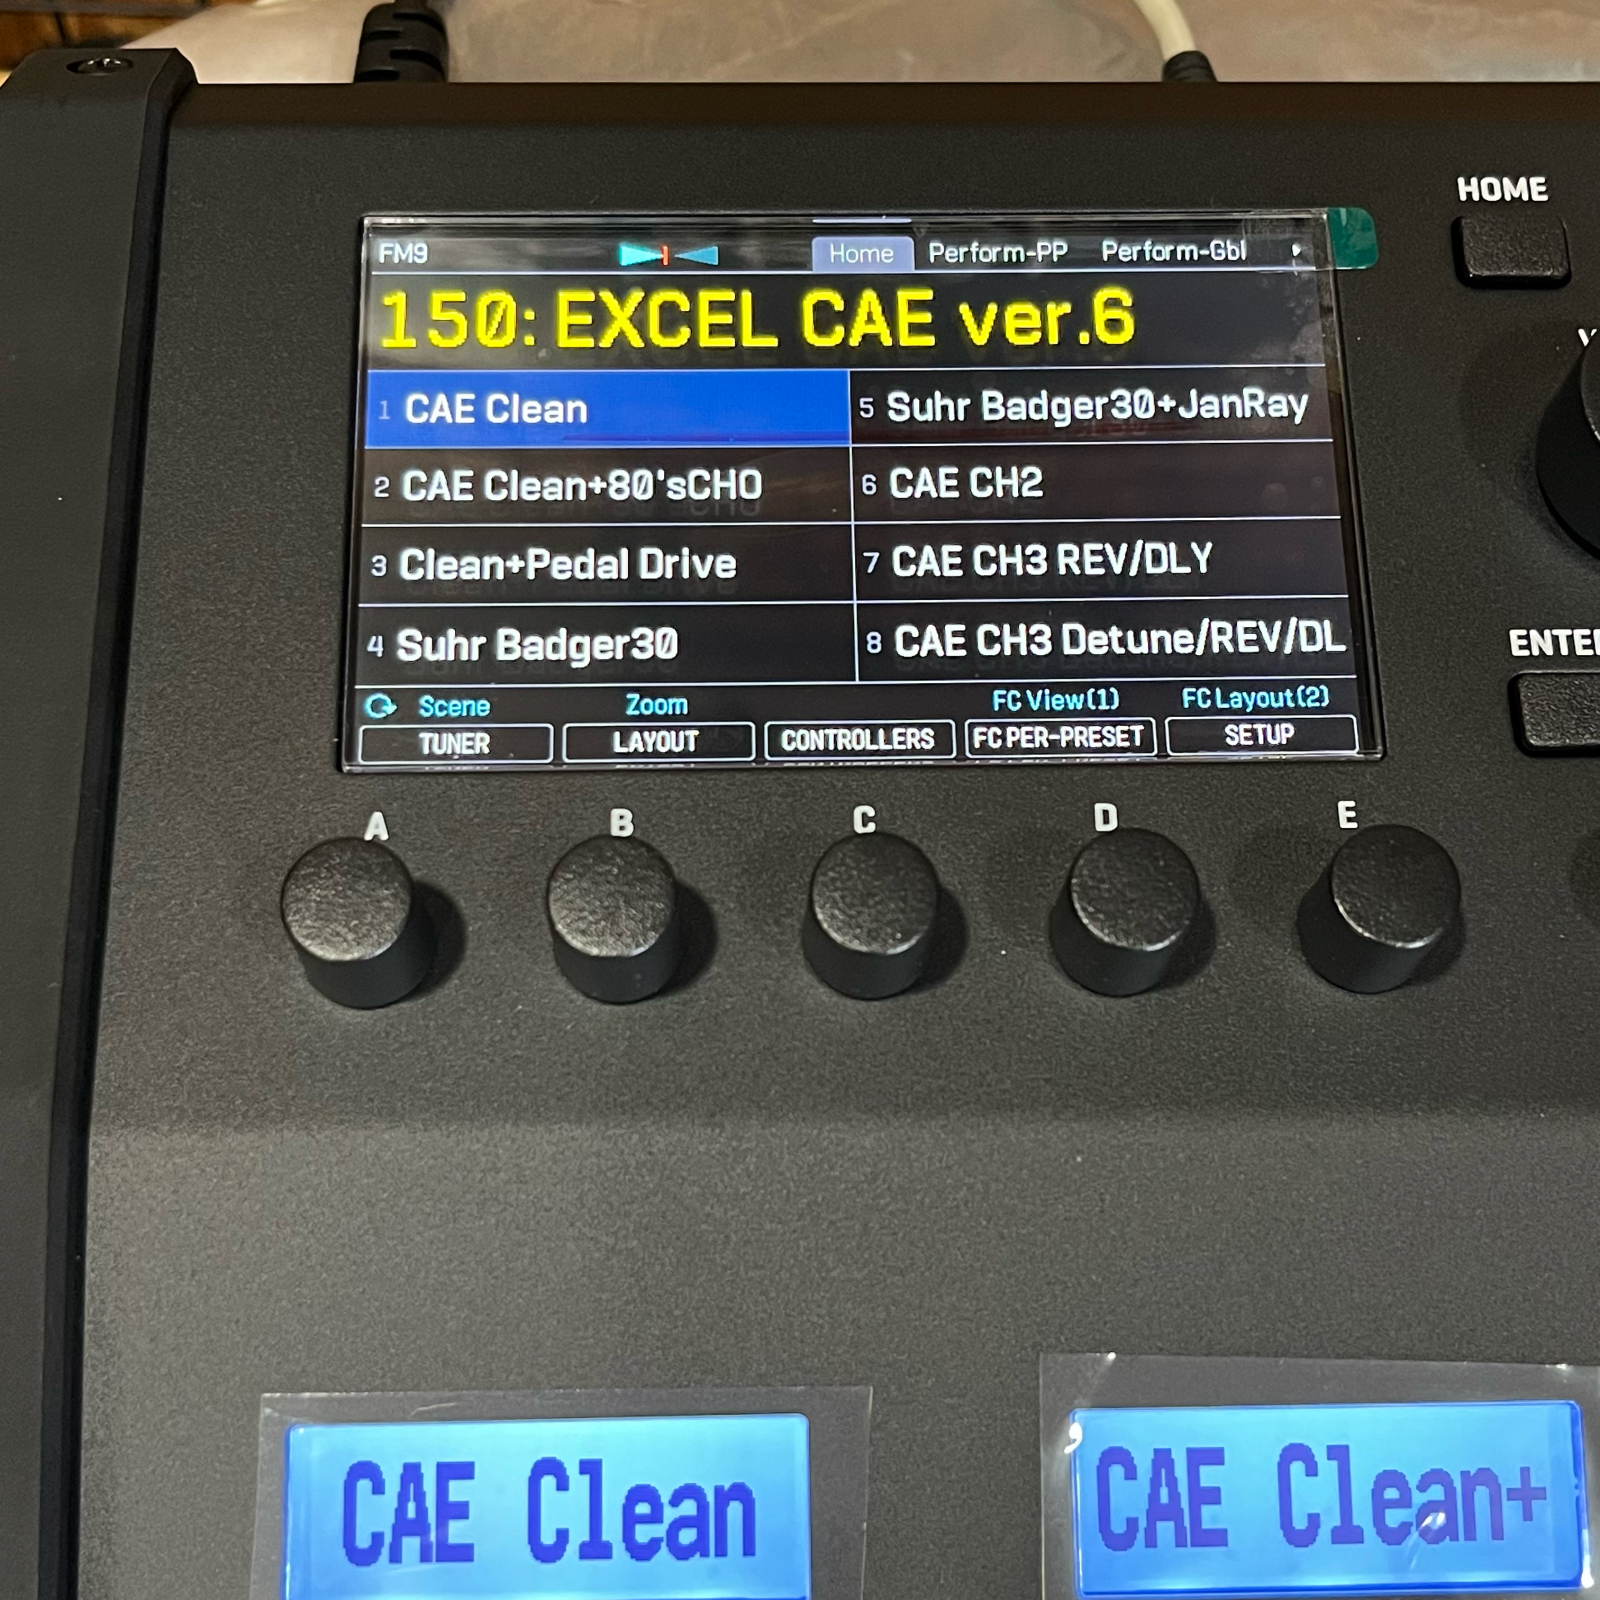 HOME
FM9
Home Perform-PP Perform-Gbl
150: EXCEL CAE ver.6
1 CAE Clean
2 CAE Clean+80'sCHO
3 Clean+Pedal Drive
4 Suhr Badger30
5 Suhr Badger30+JanRay
6 CAE CH2
7 CAE CH3 REV/DLY
8 CAE CH3 Detune/REV/DL
Scene Zoom FC View(1) FC Layout(2)
TUNER LAYOUT CONTROLLERS FC PER-PRESET SETUP
ENTE
A B C D E
CAE Clean
CAE Clean+